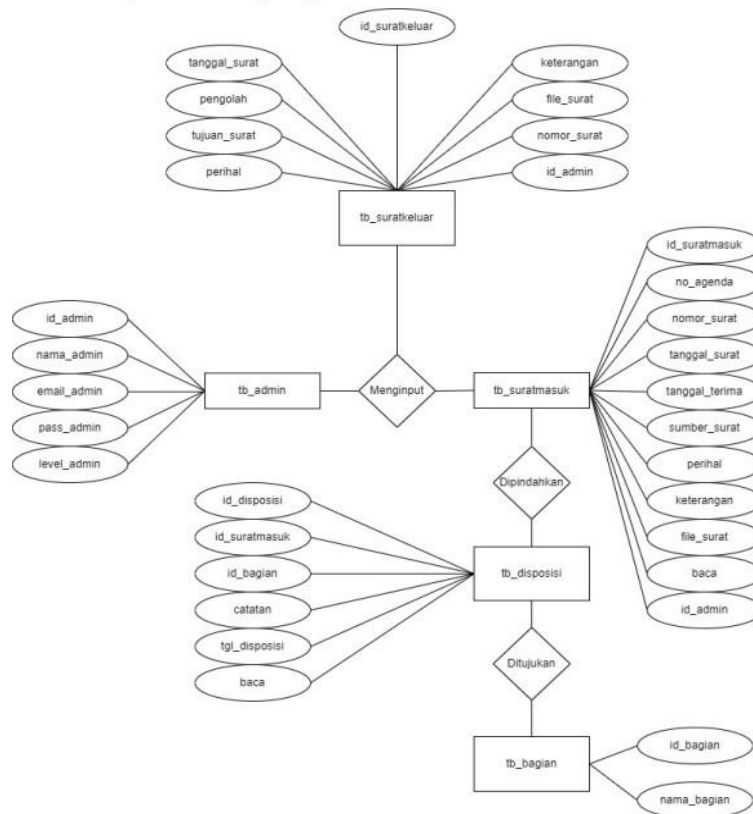 id_suratkeluar
tanggal_surat
pengolah
tujuan_surat
perihal
keterangan
file_surat
nomor_surat
id_admin
tb_suratkeluar
id_admin
nama_admin
email_admin
pass_admin
level_admin
tb_admin
Menginput
tb_suratmasuk
id_suratmasuk
no_agenda
nomor_surat
tanggal_surat
tanggal_terima
sumber_surat
perihal
keterangan
file_surat
baca
id_admin
Dipindahkan
id_disposisi
id_suratmasuk
id_bagian
catatan
tgl_disposisi
baca
tb_disposisi
Ditujukan
tb_bagian
id_bagian
nama_bagian